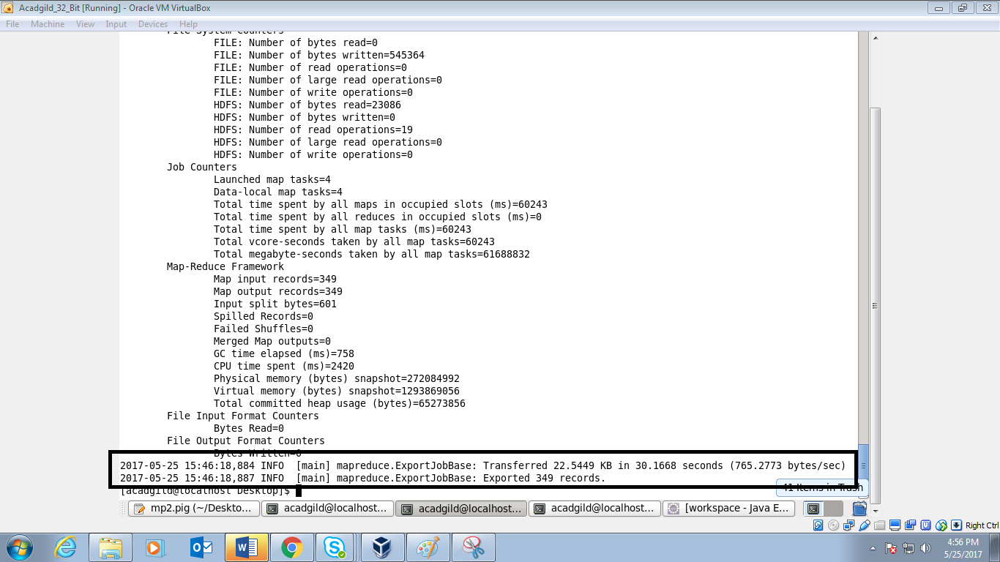 Acadgild_32_Bit [Running] - Oracle VM VirtualBox
File Machine View Input Devices Help
File System Counters
FILE: Number of bytes read=0
FILE: Number of bytes written=545364
FILE: Number of read operations=0
FILE: Number of large read operations=0
FILE: Number of write operations=0
HDFS: Number of bytes read=23086
HDFS: Number of bytes written=0
HDFS: Number of read operations=19
HDFS: Number of large read operations=0
HDFS: Number of write operations=0
Job Counters
Launched map tasks=4
Data-local map tasks=4
Total time spent by all maps in occupied slots (ms)=60243
Total time spent by all reduces in occupied slots (ms)=0
Total time spent by all map tasks (ms)=60243
Total vcore-seconds taken by all map tasks=60243
Total megabyte-seconds taken by all map tasks=61688832
Map-Reduce Framework
Map input records=349
Map output records=349
Input split bytes=601
Spilled Records=0
Failed Shuffles=0
Merged Map outputs=0
GC time elapsed (ms)=758
CPU time spent (ms)=2420
Physical memory (bytes) snapshot=272084992
Virtual memory (bytes) snapshot=1293869056
Total committed heap usage (bytes)=65273856
File Input Format Counters
Bytes Read=0
File Output Format Counters
Bytes Written=0
2017-05-25 15:46:18,884 INFO  [main] mapreduce.ExportJobBase: Transferred 22.5449 KB in 30.1668 seconds (765.2773 bytes/sec)
2017-05-25 15:46:18,887 INFO  [main] mapreduce.ExportJobBase: Exported 349 records.
[acadgild@localhost Desktop]$
41 Items in Trash
mp2.pig (~/Deskto... acadgild@localhost... acadgild@localhost... acadgild@localhost... [workspace - Java E...
Right Ctrl
4:56 PM
5/25/2017